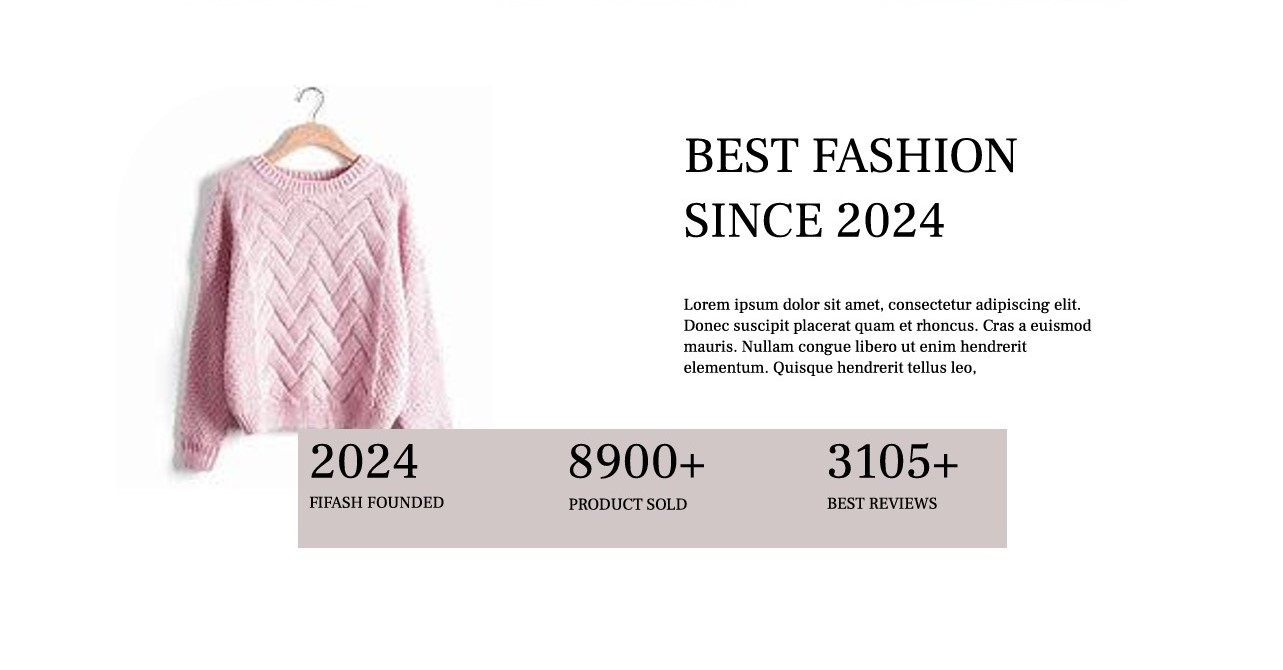 BEST FASHION
SINCE 2024
Lorem ipsum dolor sit amet, consectetur adipiscing elit.
Donec suscipit placerat quam et rhoncus. Cras a euismod
mauris. Nullam congue libero ut enim hendrerit
elementum. Quisque hendrerit tellus leo,
2024
FIFASH FOUNDED
8900+
PRODUCT SOLD
3105+
BEST REVIEWS